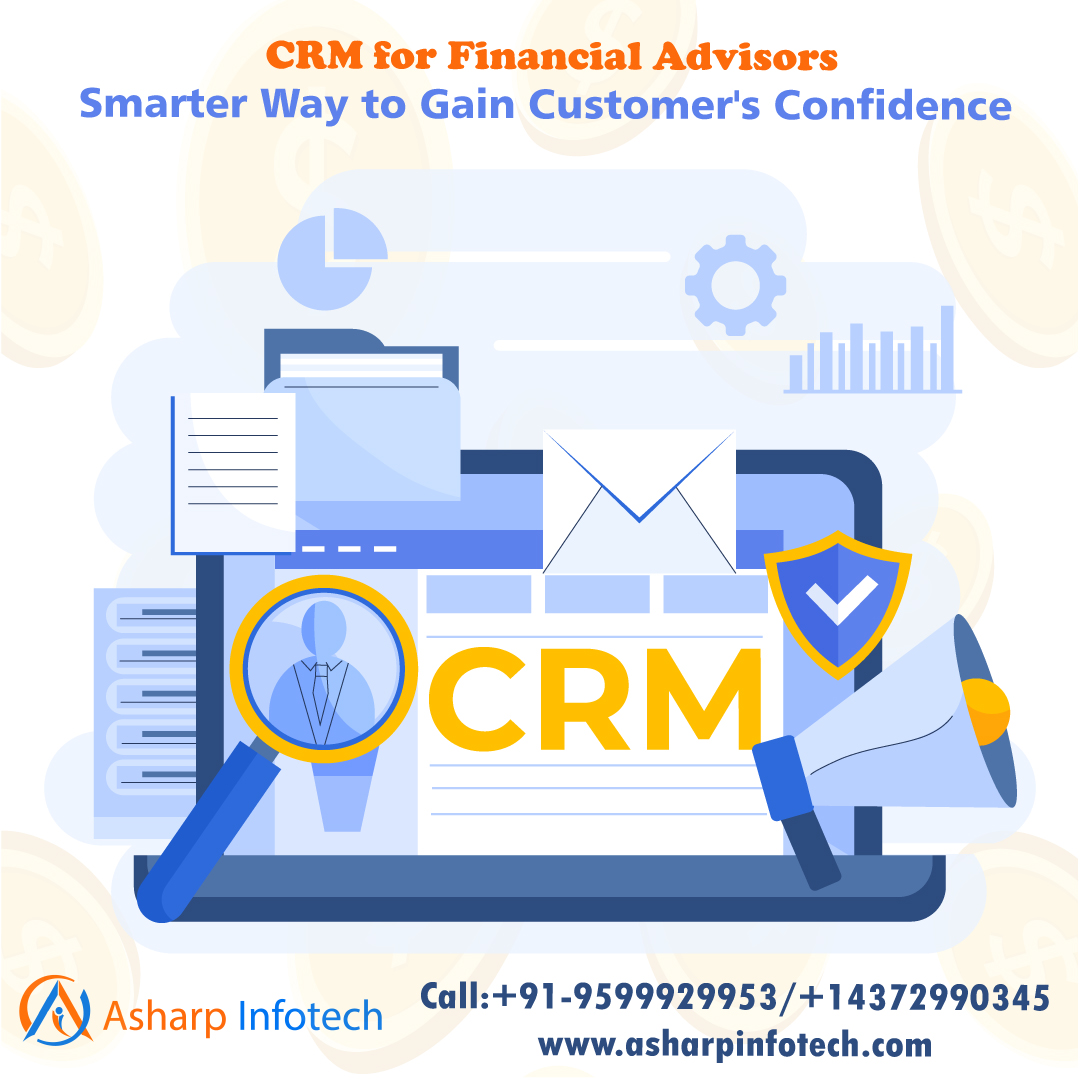 CRM for Financial Advisors
Smarter Way to Gain Customer's Confidence
CRM
Asharp Infotech
Call:+91-9599929953/+14372990345
www.asharpinfotech.com